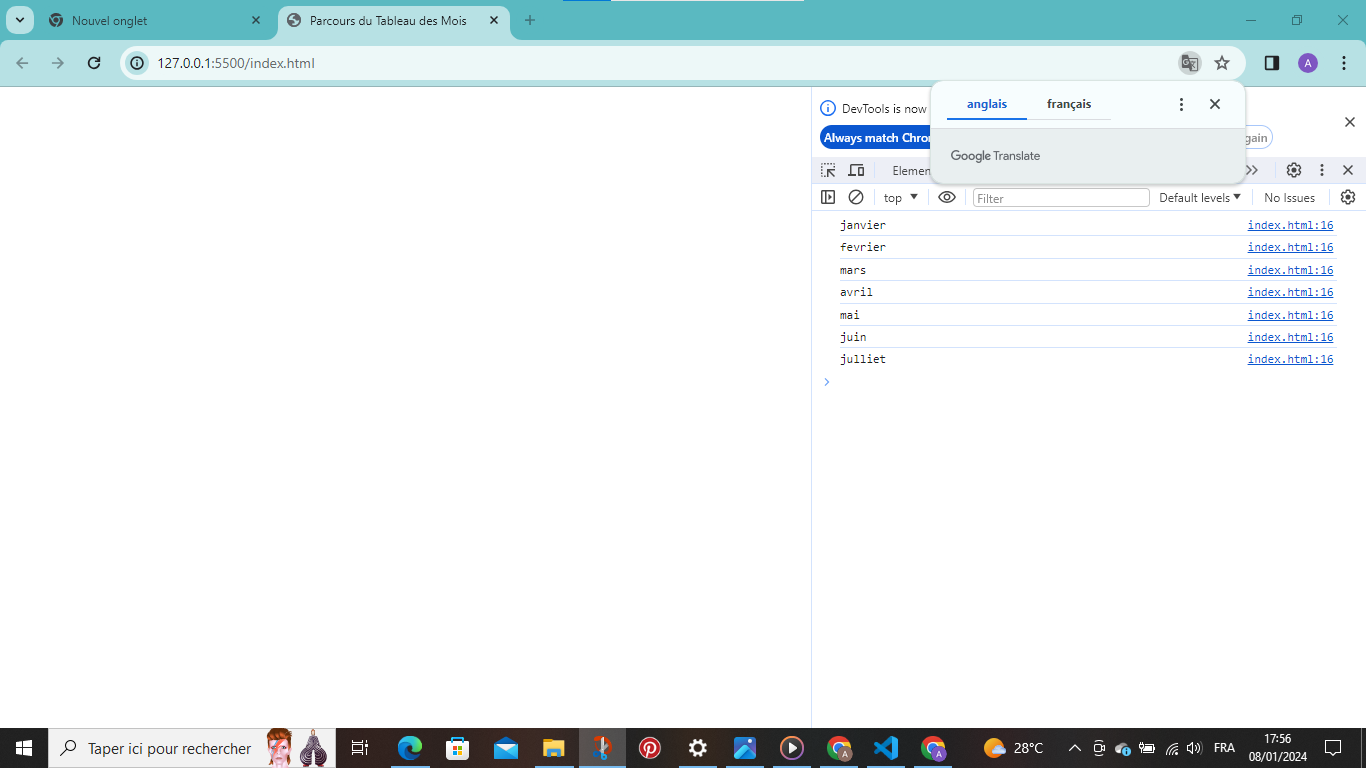 Nouvel onglet
Parcours du Tableau des Mois
127.0.0.1:5500/index.html
A
anglais
français
Google Translate
DevTools is now
Always match Chron
gain
Elemen
top
Filter
Default levels
No Issues
janvier index.html:16
fevrier index.html:16
mars index.html:16
avril index.html:16
mai index.html:16
juin index.html:16
julliet index.html:16
Taper ici pour rechercher
28°C
FRA
17:56
08/01/2024